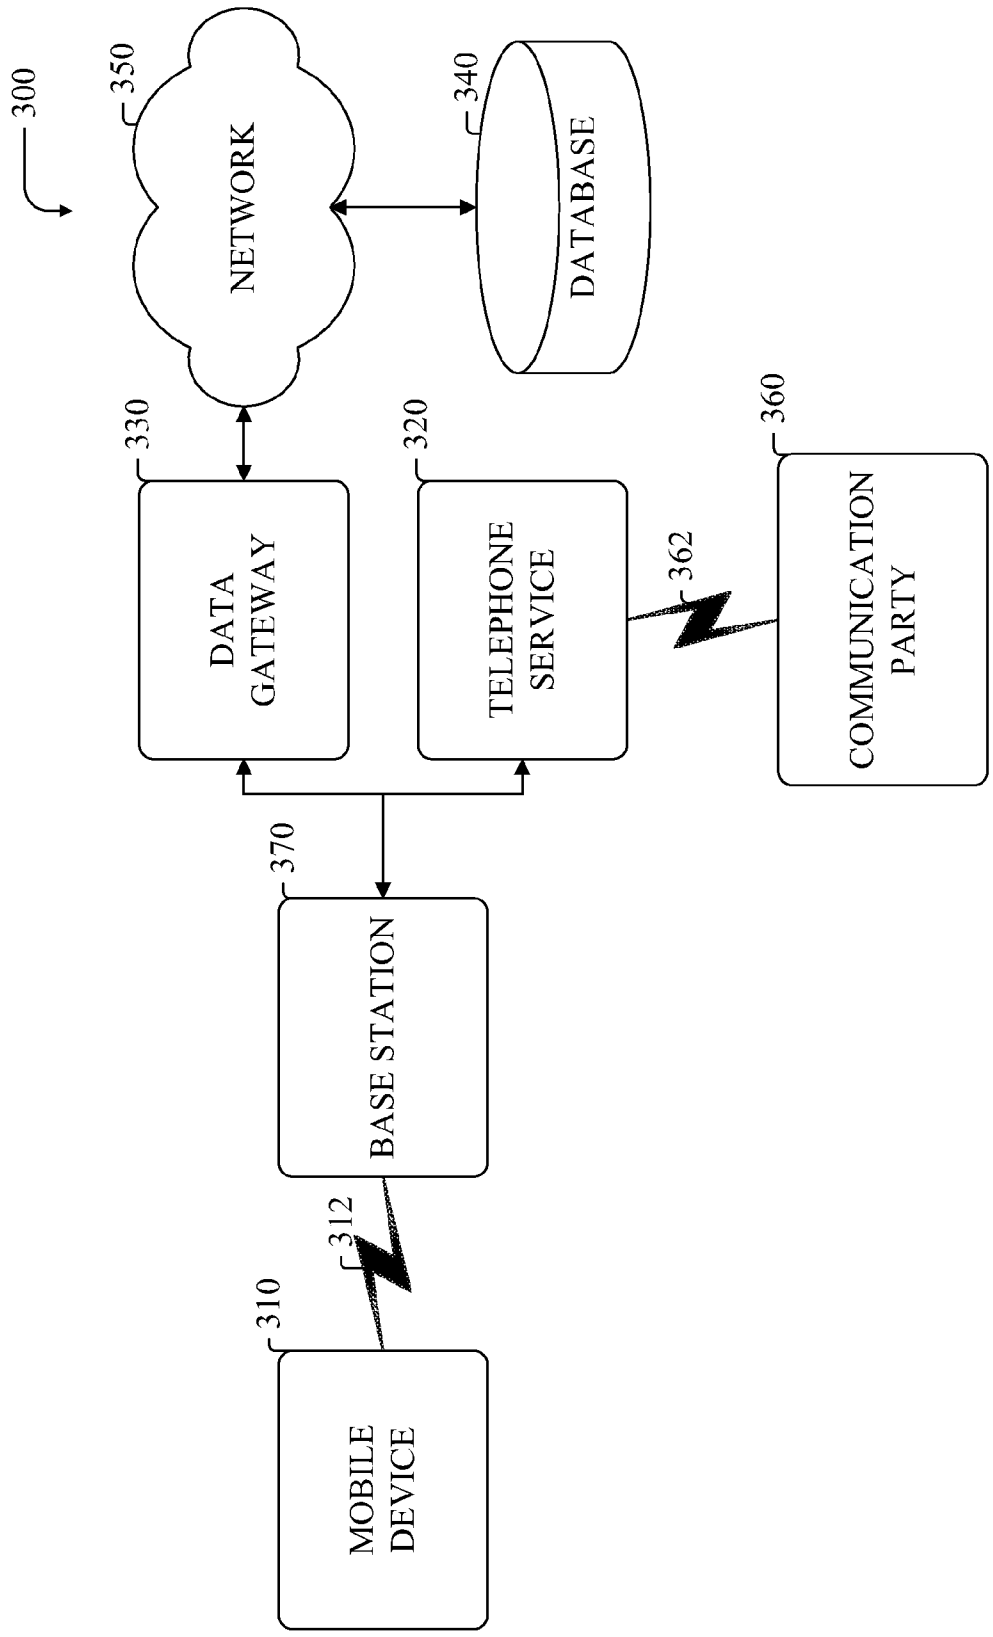 300
350
NETWORK
340
DATABASE
330
DATA
GATEWAY
320
TELEPHONE
SERVICE
362
360
COMMUNICATION
PARTY
370
BASE STATION
312
310
MOBILE
DEVICE